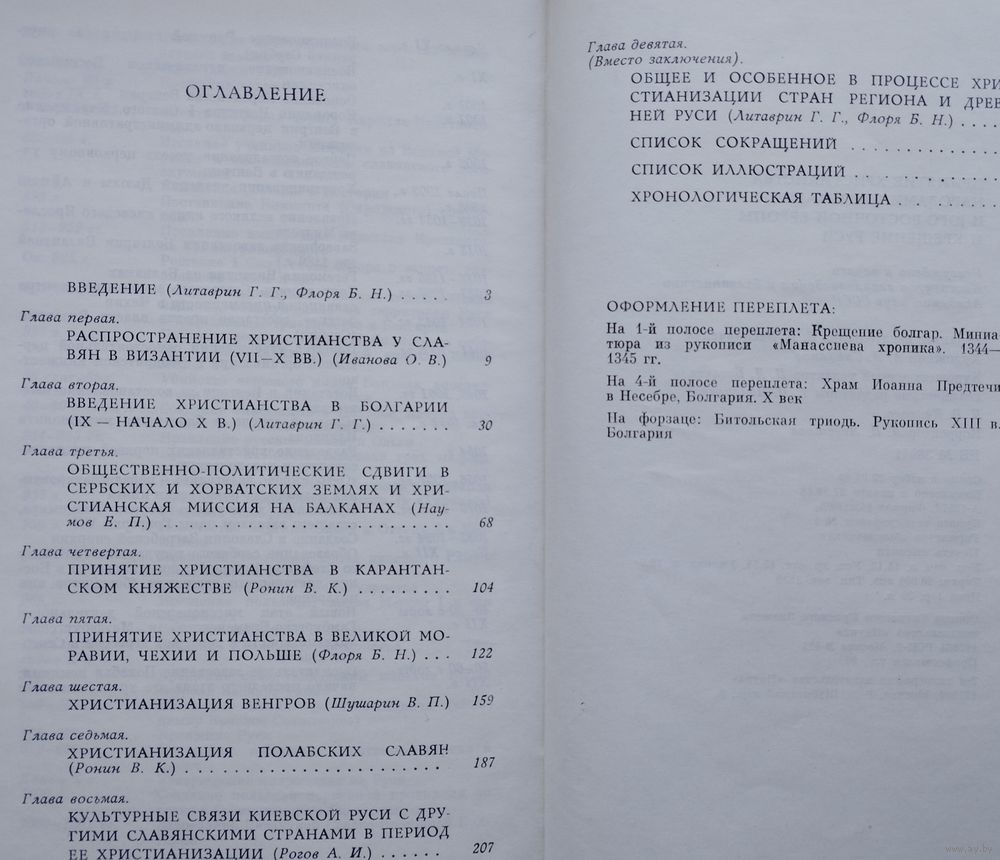 ОГЛАВЛЕНИЕ
ВВЕДЕНИЕ (Литаврин Г. Г., Флоря Б. Н.) . . . . . 3
Глава первая.
РАСПРОСТРАНЕНИЕ ХРИСТИАНСТВА У СЛА-
ВЯН В ВИЗАНТИИ (VII—X ВВ.) (Иванова О. В.) 9
Глава вторая.
ВВЕДЕНИЕ ХРИСТИАНСТВА В БОЛГАРИИ
(IX — НАЧАЛО X В.) (Литаврин Г. Г.) . . . . . . . 30
Глава третья.
ОБЩЕСТВЕННО-ПОЛИТИЧЕСКИЕ СДВИГИ В
СЕРБСКИХ И ХОРВАТСКИХ ЗЕМЛЯХ И ХРИ-
СТИАНСКАЯ МИССИЯ НА БАЛКАНАХ (Нау-
мов Е. П.) . . . . . . . . . . . . . . . . . . . . . . . . 68
Глава четвертая.
ПРИНЯТИЕ ХРИСТИАНСТВА В КАРАНТАН-
СКОМ КНЯЖЕСТВЕ (Ронин В. К.) . . . . . . . . . 104
Глава пятая.
ПРИНЯТИЕ ХРИСТИАНСТВА В ВЕЛИКОЙ МО-
РАВИИ, ЧЕХИИ И ПОЛЬШЕ (Флоря Б. Н.) . . . 122
Глава шестая.
ХРИСТИАНИЗАЦИЯ ВЕНГРОВ (Шушарин В. П.) 159
Глава седьмая.
ХРИСТИАНИЗАЦИЯ ПОЛАБСКИХ СЛАВЯН
(Ронин В. К.) . . . . . . . . . . . . . . . . . . . . . . 187
Глава восьмая.
КУЛЬТУРНЫЕ СВЯЗИ КИЕВСКОЙ РУСИ С ДРУ-
ГИМИ СЛАВЯНСКИМИ СТРАНАМИ В ПЕРИОД
ЕЕ ХРИСТИАНИЗАЦИИ (Рогов А. И.) . . . . . . 207
Глава девятая.
(Вместо заключения).
ОБЩЕЕ И ОСОБЕННОЕ В ПРОЦЕССЕ ХРИ
СТИАНИЗАЦИИ СТРАН РЕГИОНА И ДРЕВ
НЕЙ РУСИ (Литаврин Г. Г., Флоря Б. Н.) . . . .
СПИСОК СОКРАЩЕНИЙ . . . . . . . . . . . . .
СПИСОК ИЛЛЮСТРАЦИЙ . . . . . . . . . . . .
ХРОНОЛОГИЧЕСКАЯ ТАБЛИЦА . . . . . . . .
ОФОРМЛЕНИЕ ПЕРЕПЛЕТА:
На 1-й полосе переплета: Крещение болгар. Миниа
тюра из рукописи «Манассиева хроника». 1344—
1345 гг.
На 4-й полосе переплета: Храм Иоанна Предтечи
в Несебре, Болгария. X век
На форзаце: Битольская триодь. Рукопись XIII в.
Болгария
www.ay.by